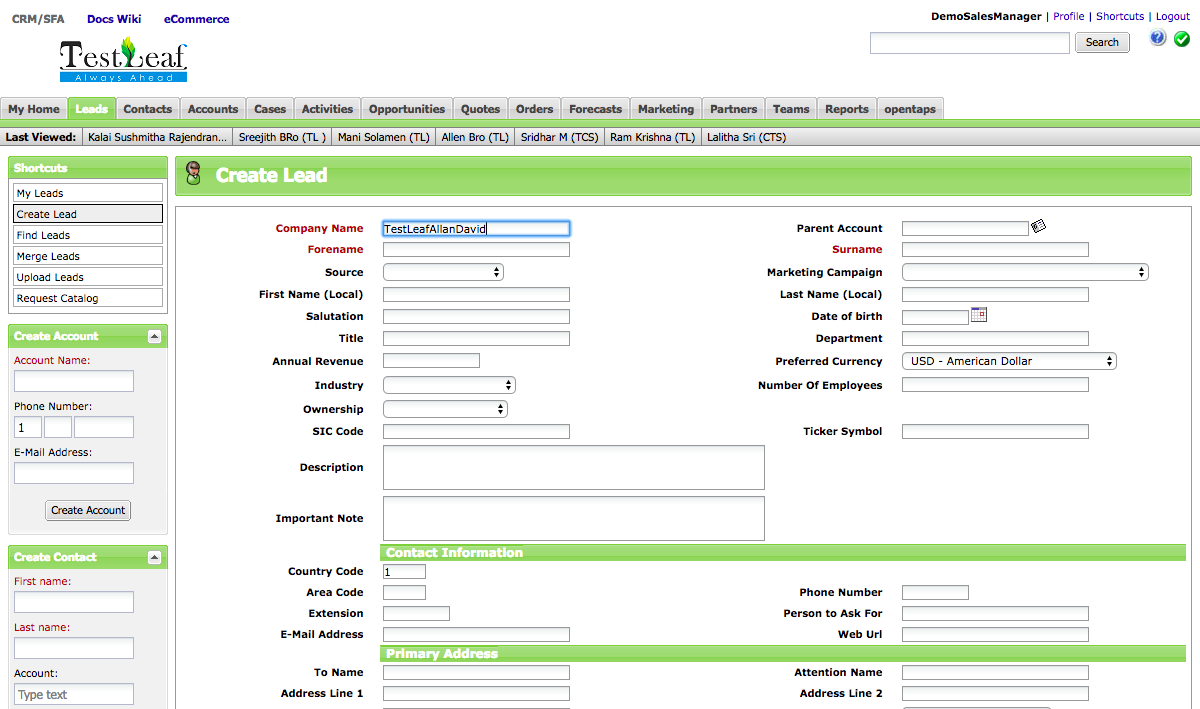 CRM/SFA Docs Wiki eCommerce
DemoSalesManager | Profile | Shortcuts | Logout
TestLeaf
Always Ahead
Search
?
My Home Leads Contacts Accounts Cases Activities Opportunities Quotes Orders Forecasts Marketing Partners Teams Reports opentaps
Last Viewed: Kalai Sushmitha Rajendran... Sreejith BRo (TL ) Mani Solamen (TL) Allen Bro (TL) Sridhar M (TCS) Ram Krishna (TL) Lalitha Sri (CTS)
Shortcuts
My Leads
Create Lead
Find Leads
Merge Leads
Upload Leads
Request Catalog
Create Account
Account Name:
Phone Number:
1
E-Mail Address:
Create Account
Create Contact
First name:
Last name:
Account:
Type text
Create Lead
Company Name TestLeafAllanDavid Parent Account
Forename Surname
Source Marketing Campaign
First Name (Local) Last Name (Local)
Salutation Date of birth
Title Department
Annual Revenue Preferred Currency USD - American Dollar
Industry Number Of Employees
Ownership
SIC Code Ticker Symbol
Description
Important Note
Contact Information
Country Code 1
Area Code Phone Number
Extension Person to Ask For
E-Mail Address Web Url
Primary Address
To Name Attention Name
Address Line 1 Address Line 2